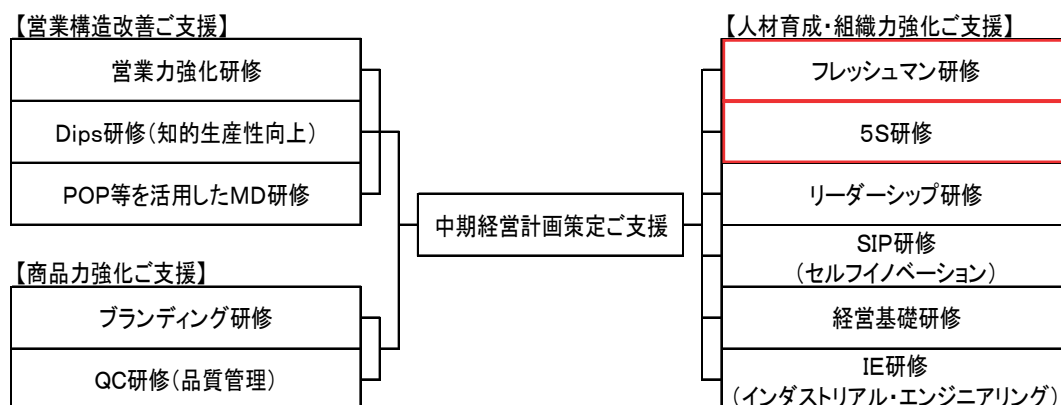 【営業構造改善ご支援】
営業力強化研修
Dips研修（知的生産性向上）
POP等を活用したMD研修
【商品力強化ご支援】
ブランディング研修
QC研修（品質管理）
中期経営計画策定ご支援
【人材育成・組織力強化ご支援】
フレッシュマン研修
5S研修
リーダーシップ研修
SIP研修
（セルフイノベーション）
経営基礎研修
IE研修
（インダストリアル・エンジニアリング）